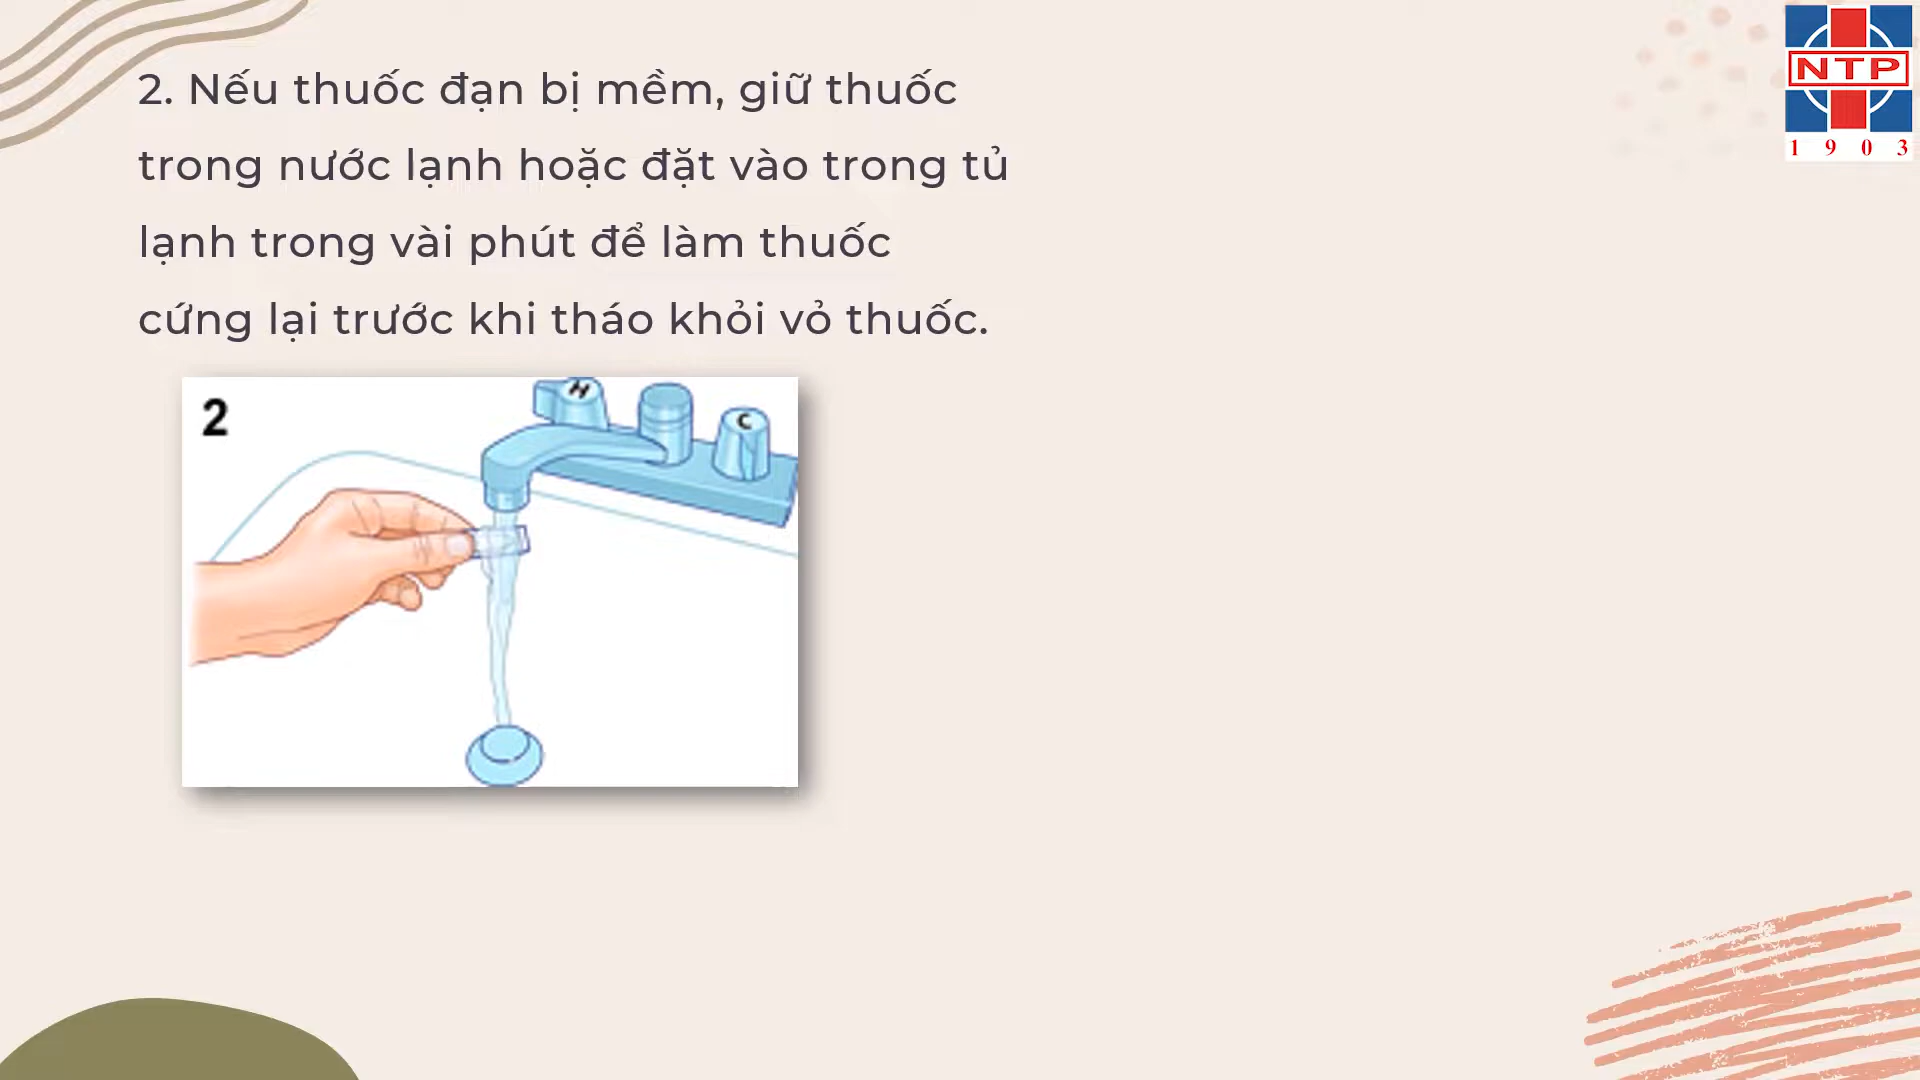 2. Nếu thuốc đạn bị mềm, giữ thuốc
trong nước lạnh hoặc đặt vào trong tủ
lạnh trong vài phút để làm thuốc
cứng lại trước khi tháo khỏi vỏ thuốc.
2
H
C
NTP
1 9 0 3